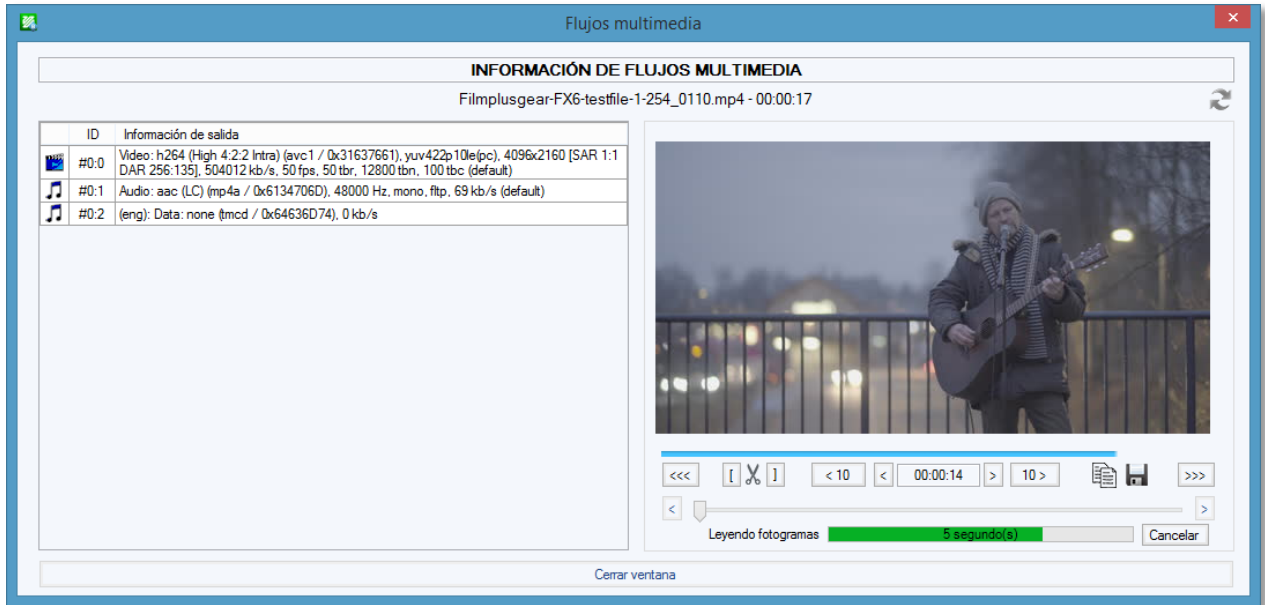 Flujos multimedia
INFORMACIÓN DE FLUJOS MULTIMEDIA
Filmplusgear-FX6-testfile-1-254_0110.mp4 - 00:00:17
ID Información de salida
#0:0 Video: h264 (High 4:2:2 Intra) (avc1 / 0x31637661), yuv422p10le(pc), 4096x2160 [SAR 1:1
DAR 256:135], 504012 kb/s, 50 fps, 50 tbr, 12800 tbn, 100 tbc (default)
#0:1 Audio: aac (LC) (mp4a / 0x6134706D), 48000 Hz, mono, fltp, 69 kb/s (default)
#0:2 (eng): Data: none (tmcd / 0x64636D74), 0 kb/s
<<< [ ] < 10 < 00:00:14 > 10 > >>>
< >
Leyendo fotogramas 5 segundo(s) Cancelar
Cerrar ventana